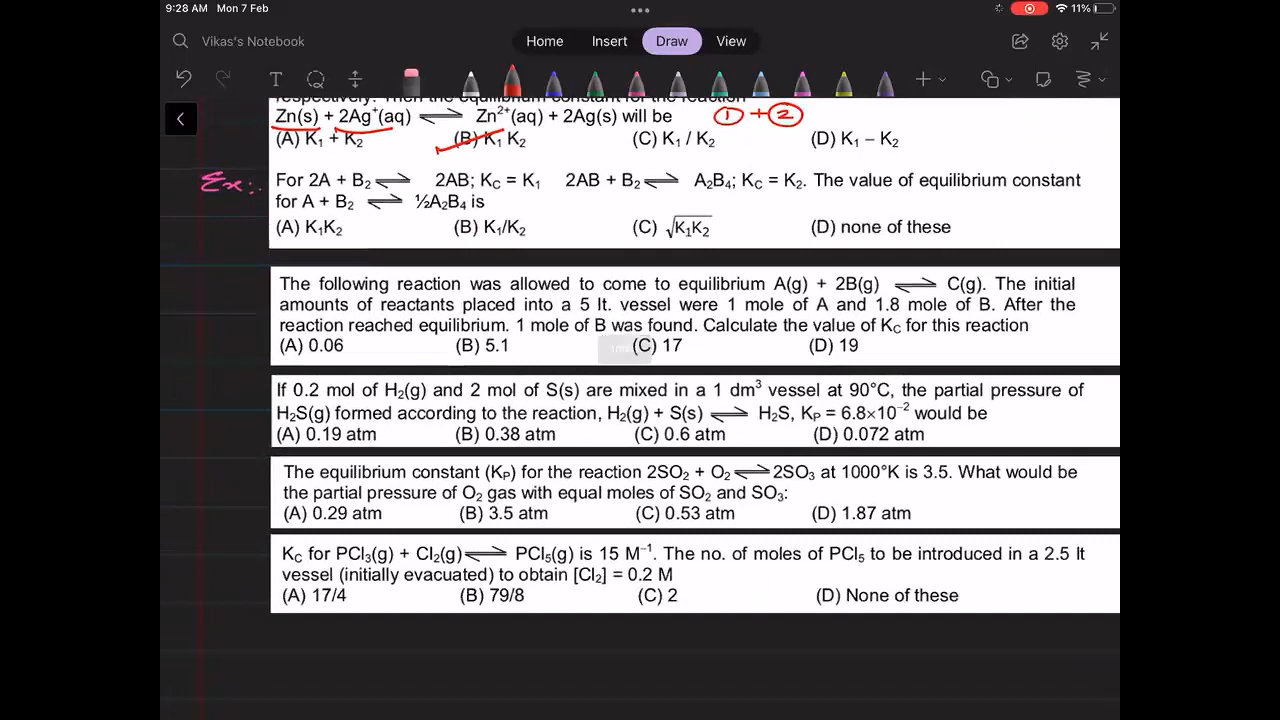 9:28 AM Mon 7 Feb
11%
Vikas's Notebook
Home Insert Draw View
respectively. Then the equilibrium constant for the reaction
Zn(s) + 2Ag⁺(aq) ⇌ Zn²⁺(aq) + 2Ag(s) will be ① + ②
(A) K₁ + K₂ (B) K₁ K₂ (C) K₁ / K₂ (D) K₁ – K₂
Ex:.
For 2A + B₂ ⇌ 2AB; K_C = K₁ 2AB + B₂ ⇌ A₂B₄; K_C = K₂. The value of equilibrium constant
for A + B₂ ⇌ ½A₂B₄ is
(A) K₁K₂ (B) K₁/K₂ (C) √K₁K₂ (D) none of these
The following reaction was allowed to come to equilibrium A(g) + 2B(g) ⇌ C(g). The initial
amounts of reactants placed into a 5 lt. vessel were 1 mole of A and 1.8 mole of B. After the
reaction reached equilibrium. 1 mole of B was found. Calculate the value of K_C for this reaction
(A) 0.06 (B) 5.1 (C) 17 (D) 19
If 0.2 mol of H₂(g) and 2 mol of S(s) are mixed in a 1 dm³ vessel at 90°C, the partial pressure of
H₂S(g) formed according to the reaction, H₂(g) + S(s) ⇌ H₂S, K_P = 6.8×10⁻² would be
(A) 0.19 atm (B) 0.38 atm (C) 0.6 atm (D) 0.072 atm
The equilibrium constant (K_P) for the reaction 2SO₂ + O₂ ⇌ 2SO₃ at 1000°K is 3.5. What would be
the partial pressure of O₂ gas with equal moles of SO₂ and SO₃:
(A) 0.29 atm (B) 3.5 atm (C) 0.53 atm (D) 1.87 atm
K_C for PCl₃(g) + Cl₂(g) ⇌ PCl₅(g) is 15 M⁻¹. The no. of moles of PCl₅ to be introduced in a 2.5 lt
vessel (initially evacuated) to obtain [Cl₂] = 0.2 M
(A) 17/4 (B) 79/8 (C) 2 (D) None of these